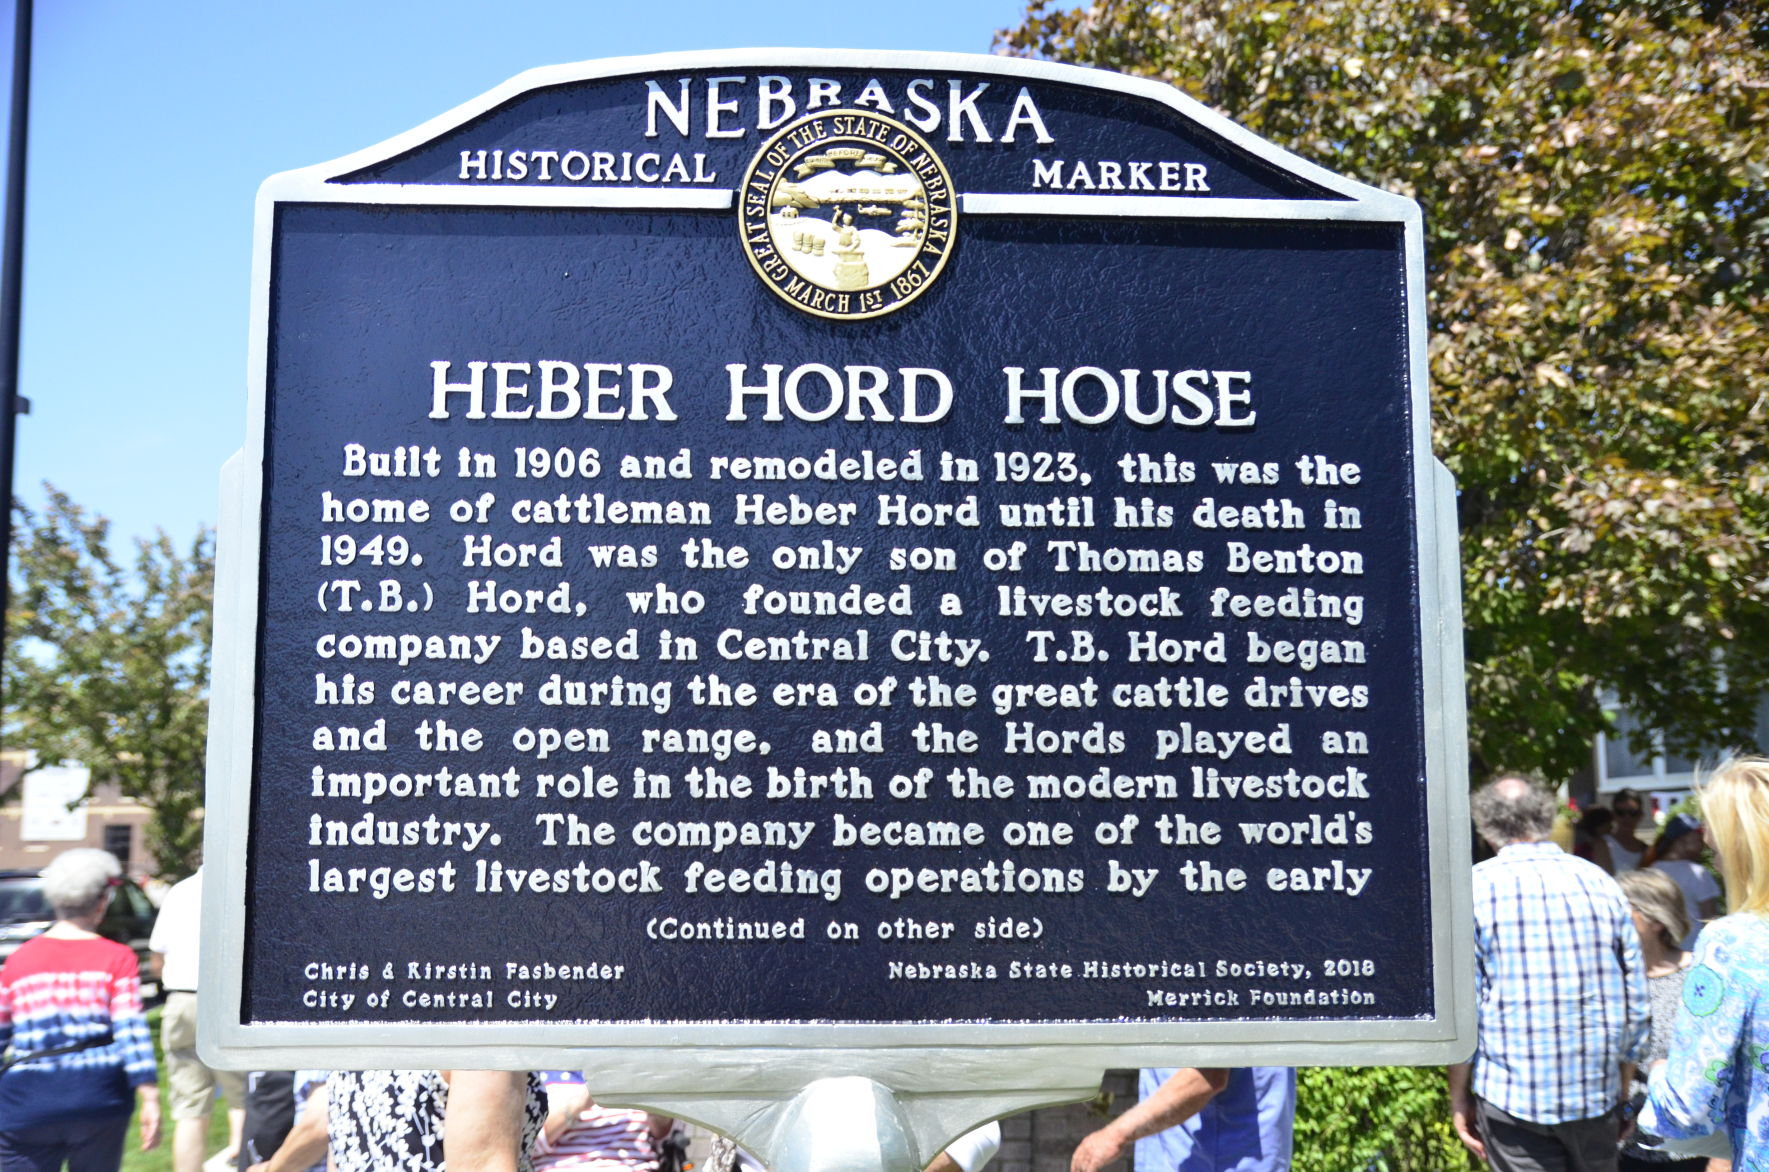 NEBRASKA
HISTORICAL MARKER
GREAT SEAL OF THE STATE OF NEBRASKA
MARCH 1ST 1867
HEBER HORD HOUSE
Built in 1906 and remodeled in 1923, this was the
home of cattleman Heber Hord until his death in
1949. Hord was the only son of Thomas Benton
(T.B.) Hord, who founded a livestock feeding
company based in Central City. T.B. Hord began
his career during the era of the great cattle drives
and the open range, and the Hords played an
important role in the birth of the modern livestock
industry. The company became one of the world's
largest livestock feeding operations by the early
(Continued on other side)
Chris & Kirstin Fasbender Nebraska State Historical Society, 2018
City of Central City Merrick Foundation